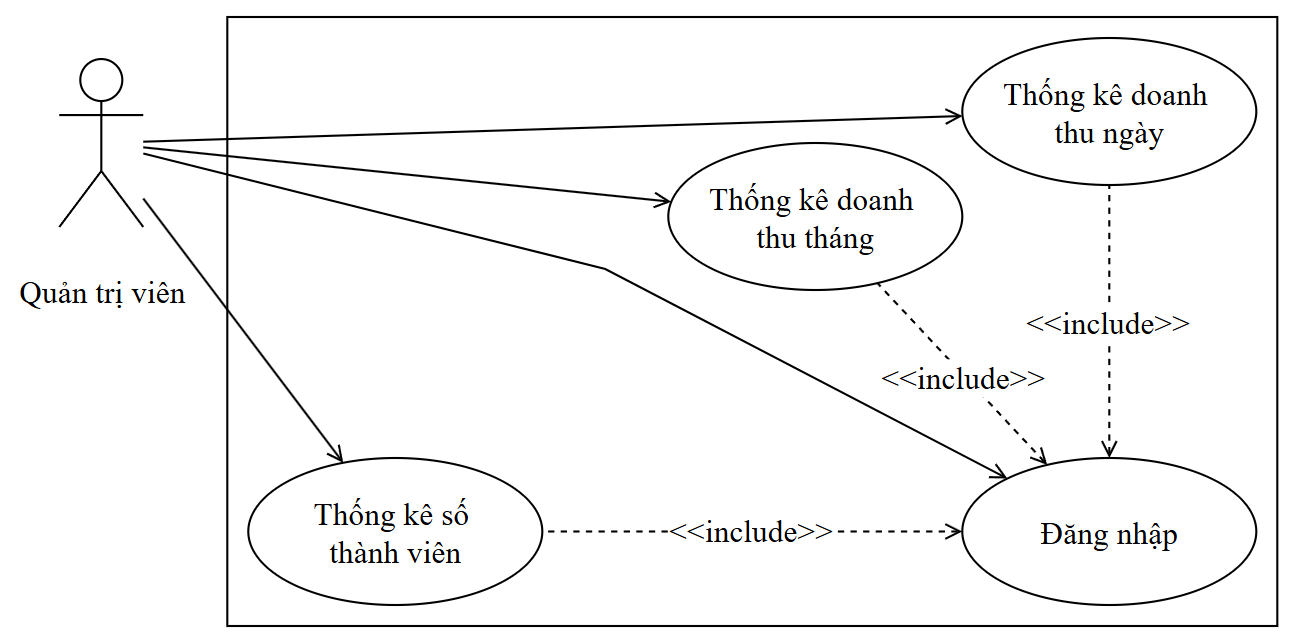 Thống kê doanh
thu ngày
Thống kê doanh
thu tháng
Quản trị viên
<<include>>
<<include>>
Thống kê số
thành viên
<<include>>
Đăng nhập